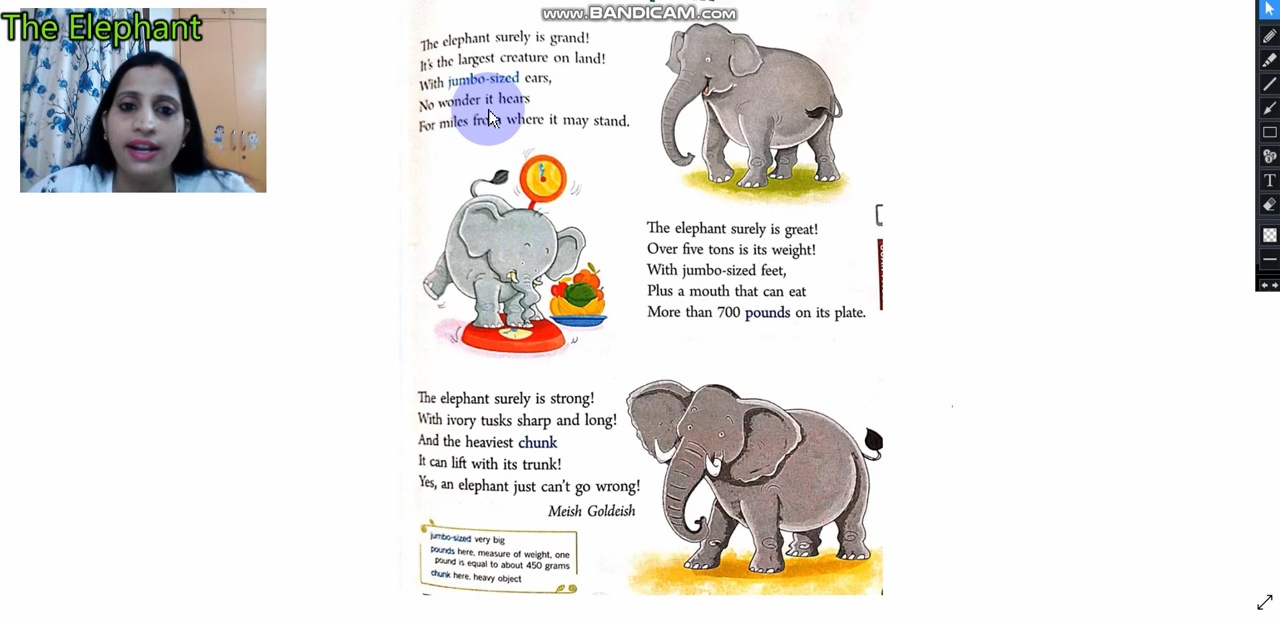 The Elephant
www.BANDICAM.com
The elephant surely is grand!
It's the largest creature on land!
With jumbo-sized ears,
No wonder it hears
For miles from where it may stand.
The elephant surely is great!
Over five tons is its weight!
With jumbo-sized feet,
Plus a mouth that can eat
More than 700 pounds on its plate.
The elephant surely is strong!
With ivory tusks sharp and long!
And the heaviest chunk
It can lift with its trunk!
Yes, an elephant just can't go wrong!
Meish Goldeish
jumbo-sized very big
pounds here, measure of weight, one
pound is equal to about 450 grams
chunk here, heavy object